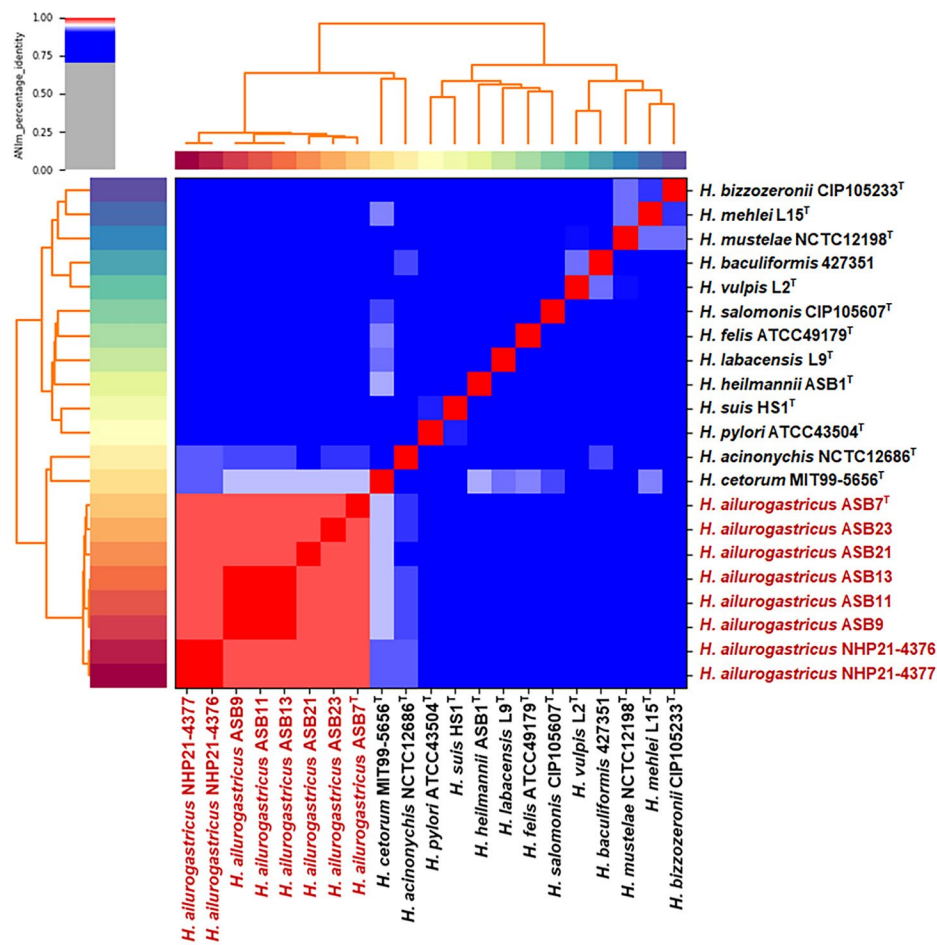 1.00
0.75
0.50
0.25
0.00
ANIm_percentage_identity
H. bizzozeronii CIP105233ᵀ
H. mehlei L15ᵀ
H. mustelae NCTC12198ᵀ
H. baculiformis 427351
H. vulpis L2ᵀ
H. salomonis CIP105607ᵀ
H. felis ATCC49179ᵀ
H. labacensis L9ᵀ
H. heilmannii ASB1ᵀ
H. suis HS1ᵀ
H. pylori ATCC43504ᵀ
H. acinonychis NCTC12686ᵀ
H. cetorum MIT99-5656ᵀ
H. ailurogastricus ASB7ᵀ
H. ailurogastricus ASB23
H. ailurogastricus ASB21
H. ailurogastricus ASB13
H. ailurogastricus ASB11
H. ailurogastricus ASB9
H. ailurogastricus NHP21-4376
H. ailurogastricus NHP21-4377
H. ailurogastricus NHP21-4377
H. ailurogastricus NHP21-4376
H. ailurogastricus ASB9
H. ailurogastricus ASB11
H. ailurogastricus ASB13
H. ailurogastricus ASB21
H. ailurogastricus ASB23
H. ailurogastricus ASB7ᵀ
H. cetorum MIT99-5656ᵀ
H. acinonychis NCTC12686ᵀ
H. pylori ATCC43504ᵀ
H. suis HS1ᵀ
H. heilmannii ASB1ᵀ
H. labacensis L9ᵀ
H. felis ATCC49179ᵀ
H. salomonis CIP105607ᵀ
H. vulpis L2ᵀ
H. baculiformis 427351
H. mustelae NCTC12198ᵀ
H. mehlei L15ᵀ
H. bizzozeronii CIP105233ᵀ